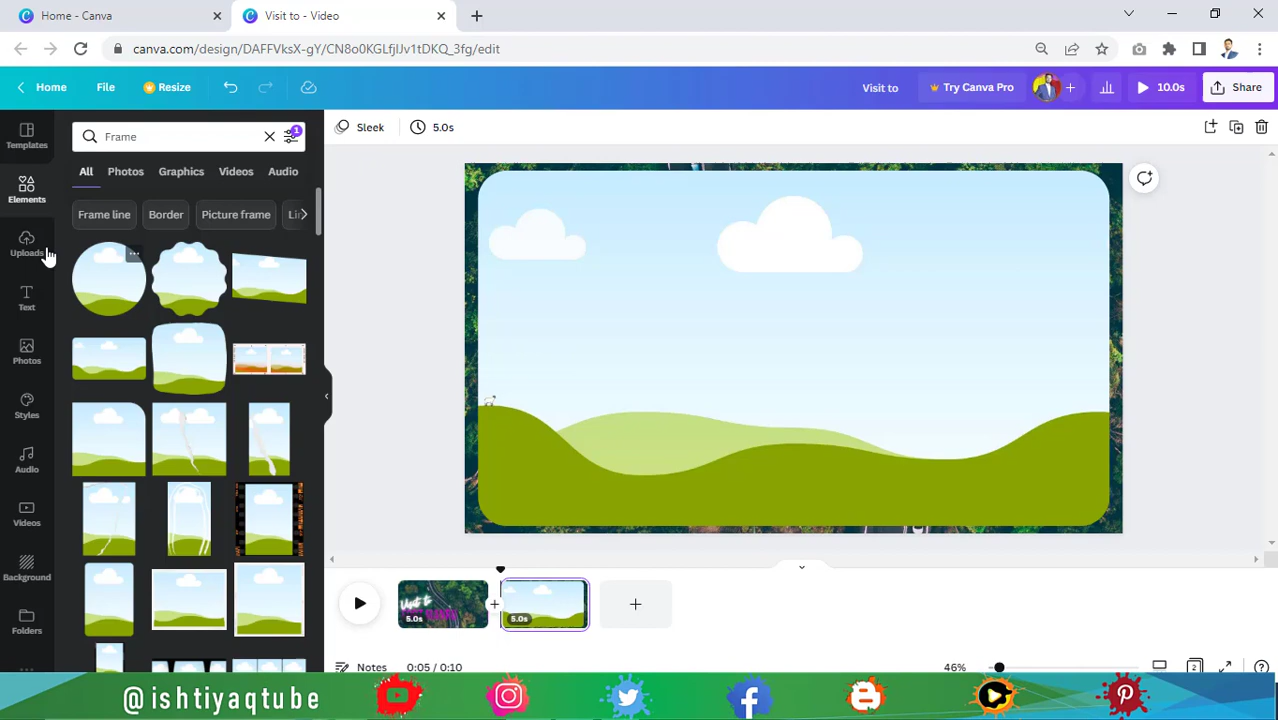 Home - Canva
Visit to - Video
canva.com/design/DAFFVksX-gY/CN8o0KGLfjlJv1tDKQ_3fg/edit
Home
File
Resize
Visit to
Try Canva Pro
10.0s
Share
Templates
Elements
Uploads
Text
Photos
Styles
Audio
Videos
Background
Folders
Frame
1
All
Photos
Graphics
Videos
Audio
Frame line
Border
Picture frame
Sleek
5.0s
5.0s
5.0s
Notes
0:05 / 0:10
46%
2
@ishtiyaqtube